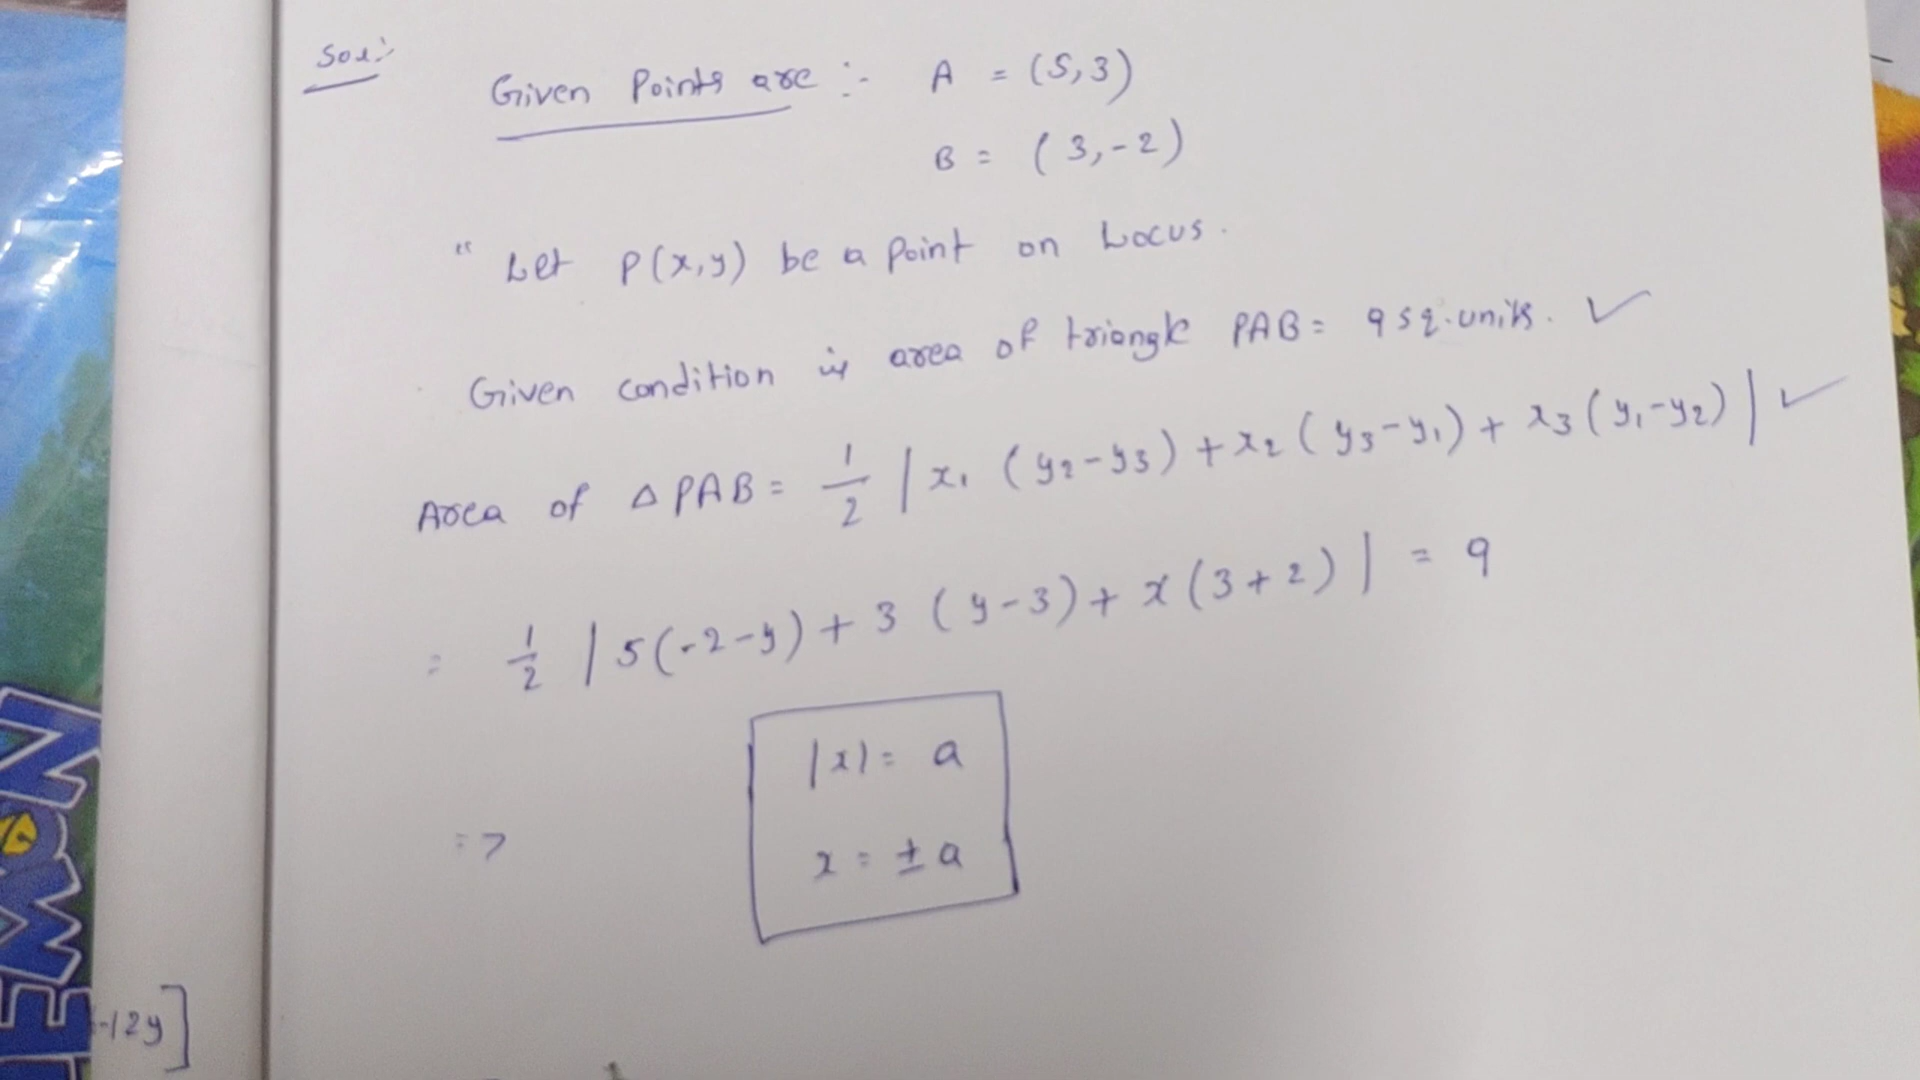 Sol:-
Given Points are :- A = (5,3)
B = (3,-2)
" Let P(x,y) be a point on Locus.
Given condition is area of triangle PAB = 9 sq.units. ✓
Area of △PAB = 1/2 | x₁ (y₂-y₃) + x₂ (y₃-y₁) + x₃ (y₁-y₂) | ✓
= 1/2 | 5(-2-y) + 3 (y-3) + x (3+2) | = 9
|x| = a
=> x = ±a
-12y]